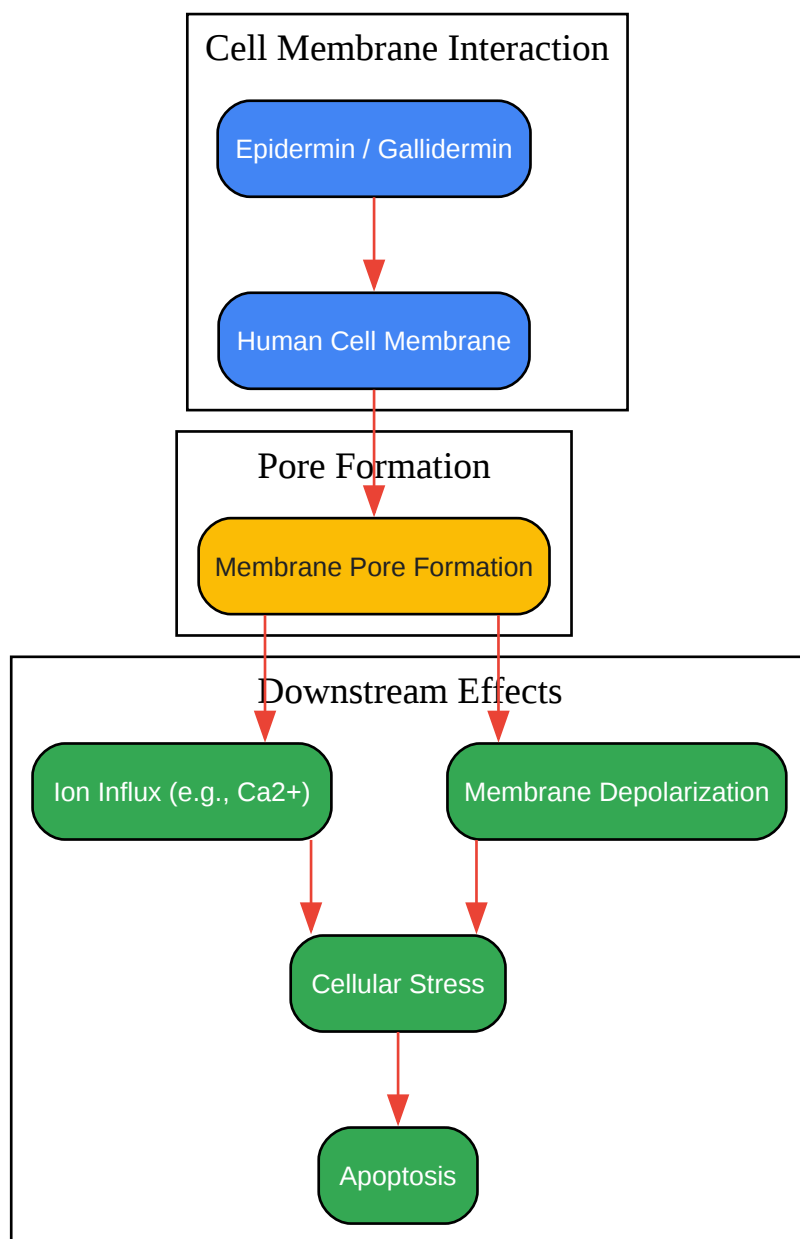 Cell Membrane Interaction
Epidermin / Gallidermin
Human Cell Membrane
Pore Formation
Membrane Pore Formation
Downstream Effects
Ion Influx (e.g., Ca2+)
Membrane Depolarization
Cellular Stress
Apoptosis